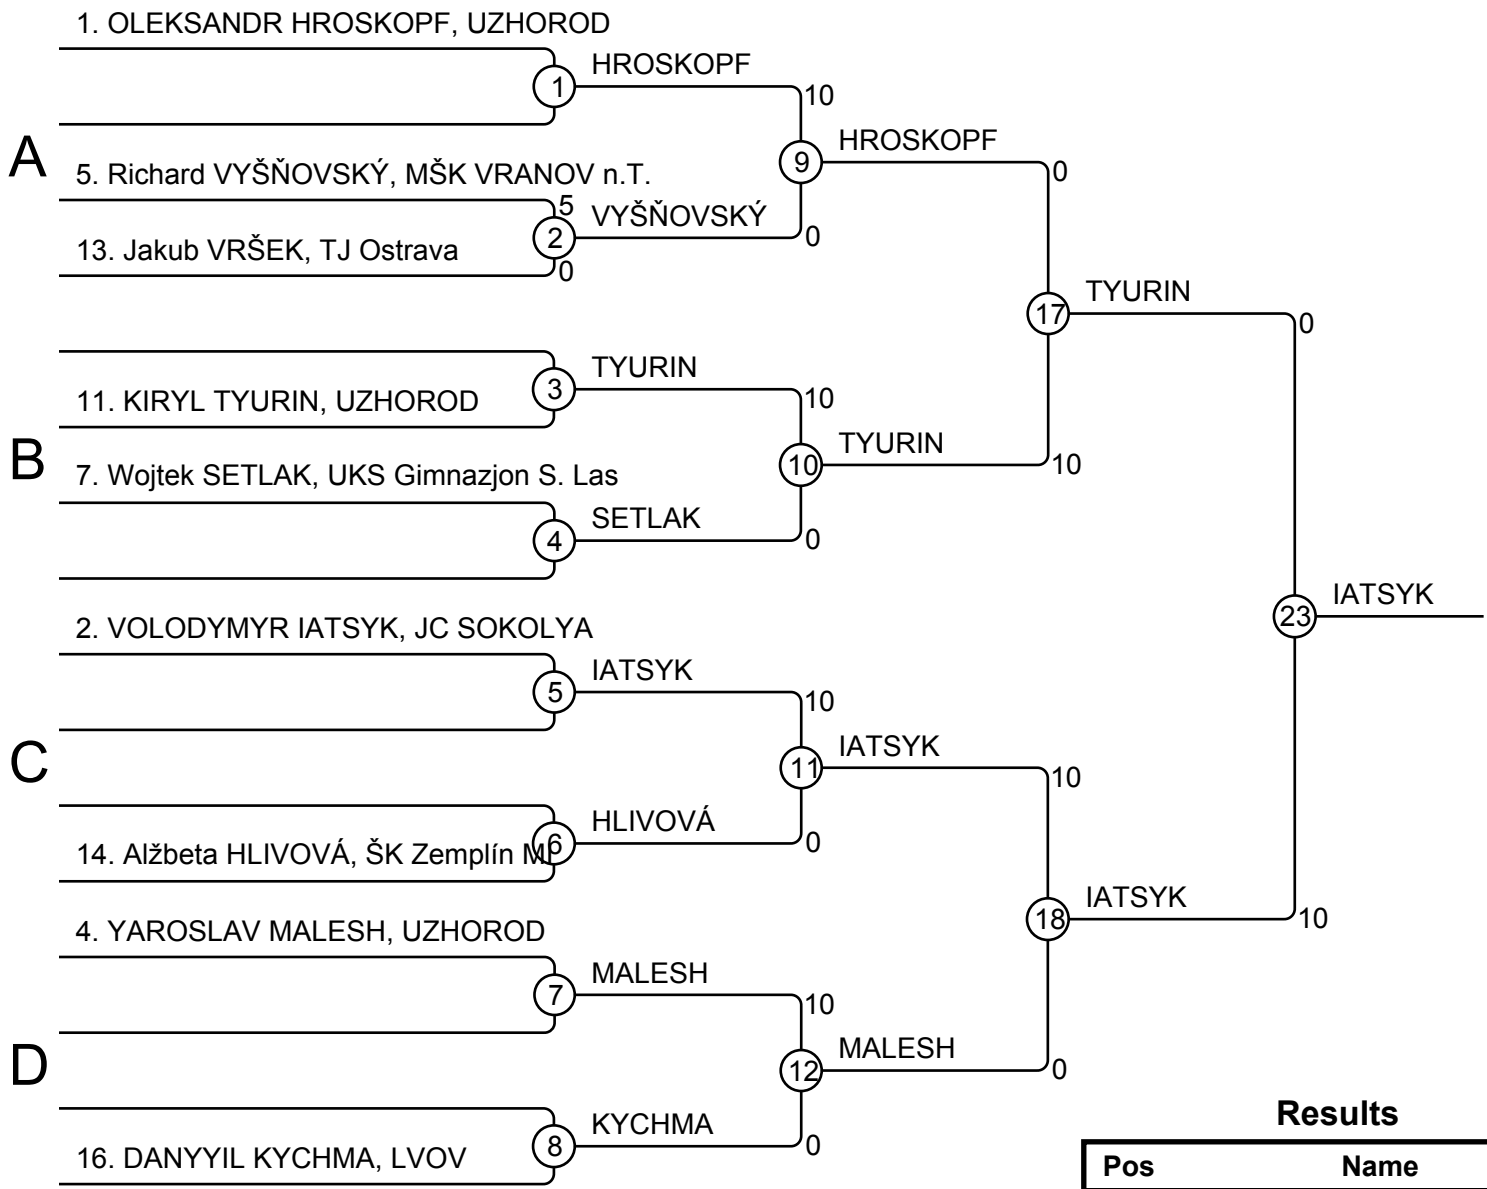 1. OLEKSANDR HROSKOPF, UZHOROD
1
HROSKOPF
10
A
5. Richard VYŠŇOVSKÝ, MŠK VRANOV n.T.
5
13. Jakub VRŠEK, TJ Ostrava
0
2
VYŠŇOVSKÝ
0
9
HROSKOPF
0
11. KIRYL TYURIN, UZHOROD
3
TYURIN
10
B
7. Wojtek SETLAK, UKS Gimnazjon S. Las
4
SETLAK
0
10
TYURIN
10
17
TYURIN
0
2. VOLODYMYR IATSYK, JC SOKOLYA
5
IATSYK
10
C
14. Alžbeta HLIVOVÁ, ŠK Zemplín MI
6
HLIVOVÁ
0
11
IATSYK
10
4. YAROSLAV MALESH, UZHOROD
7
MALESH
10
D
16. DANYYIL KYCHMA, LVOV
8
KYCHMA
0
12
MALESH
0
18
IATSYK
10
23
IATSYK
Results
Pos Name